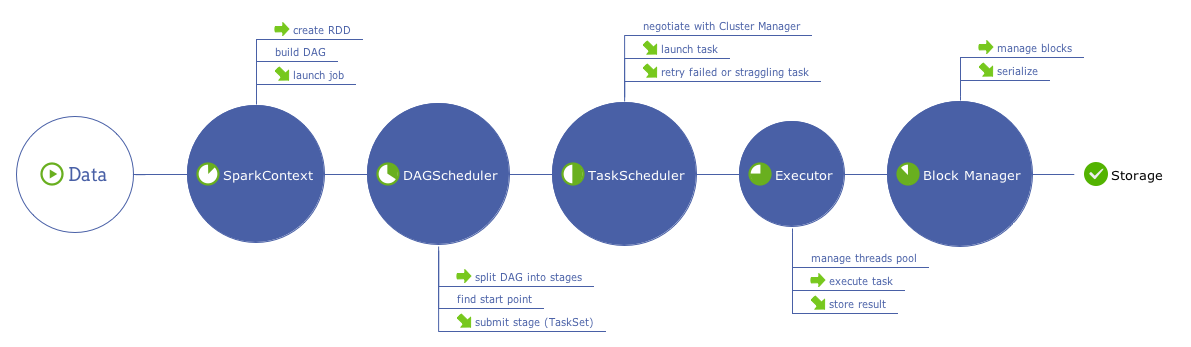 create RDD
build DAG
launch job
negotiate with Cluster Manager
launch task
retry failed or straggling task
manage blocks
serialize
Data
SparkContext
DAGScheduler
TaskScheduler
Executor
Block Manager
Storage
split DAG into stages
find start point
submit stage (TaskSet)
manage threads pool
execute task
store result